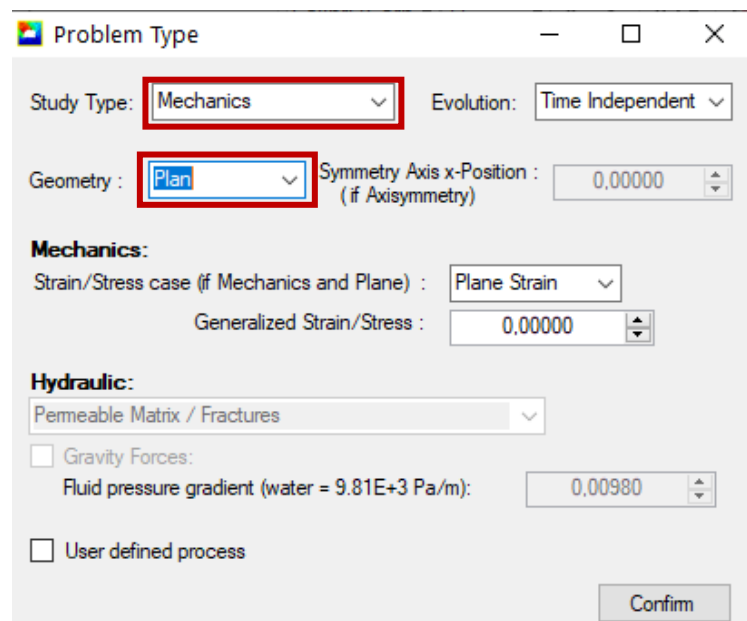 Problem Type
Study Type: Mechanics Evolution: Time Independent
Geometry : Plan Symmetry Axis x-Position : 0,00000
( if Axisymmetry)
Mechanics:
Strain/Stress case (if Mechanics and Plane) : Plane Strain
Generalized Strain/Stress : 0,00000
Hydraulic:
Permeable Matrix / Fractures
Gravity Forces:
Fluid pressure gradient (water = 9.81E+3 Pa/m): 0,00980
User defined process
Confirm